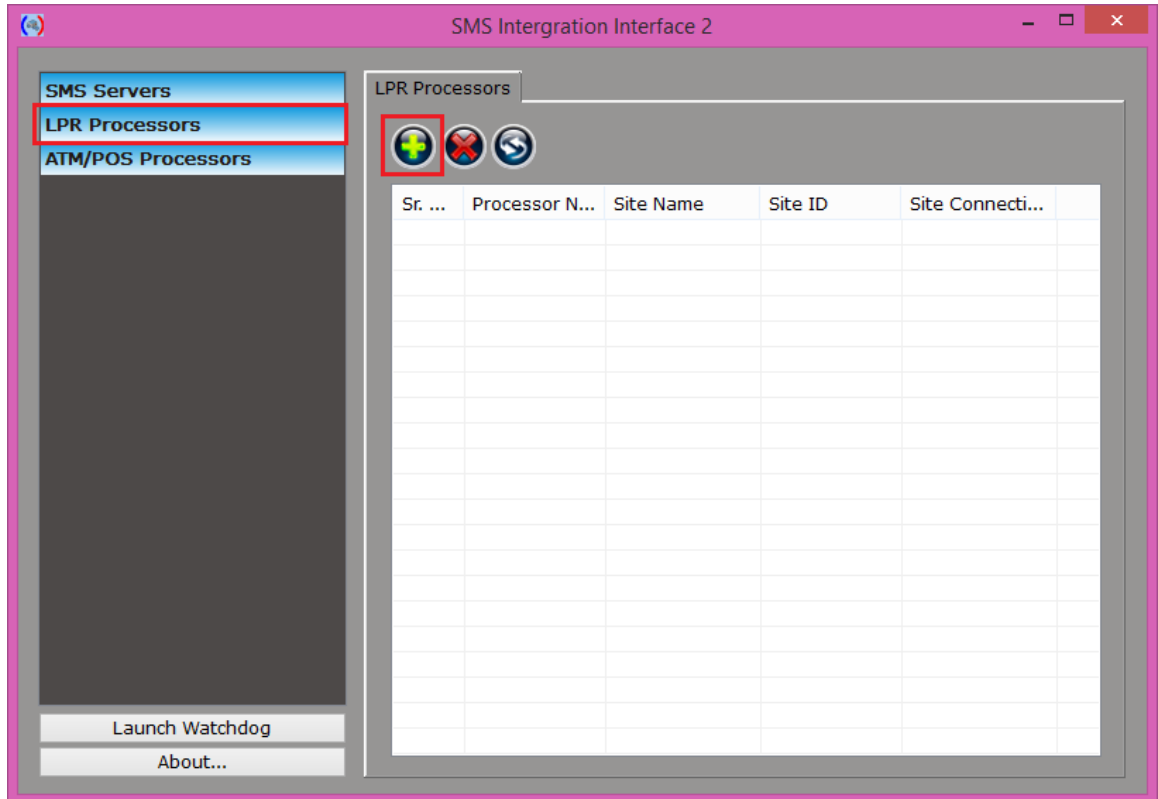 SMS Intergration Interface 2
SMS Servers
LPR Processors
ATM/POS Processors
LPR Processors
Sr. ... Processor N... Site Name Site ID Site Connecti...
Launch Watchdog
About...